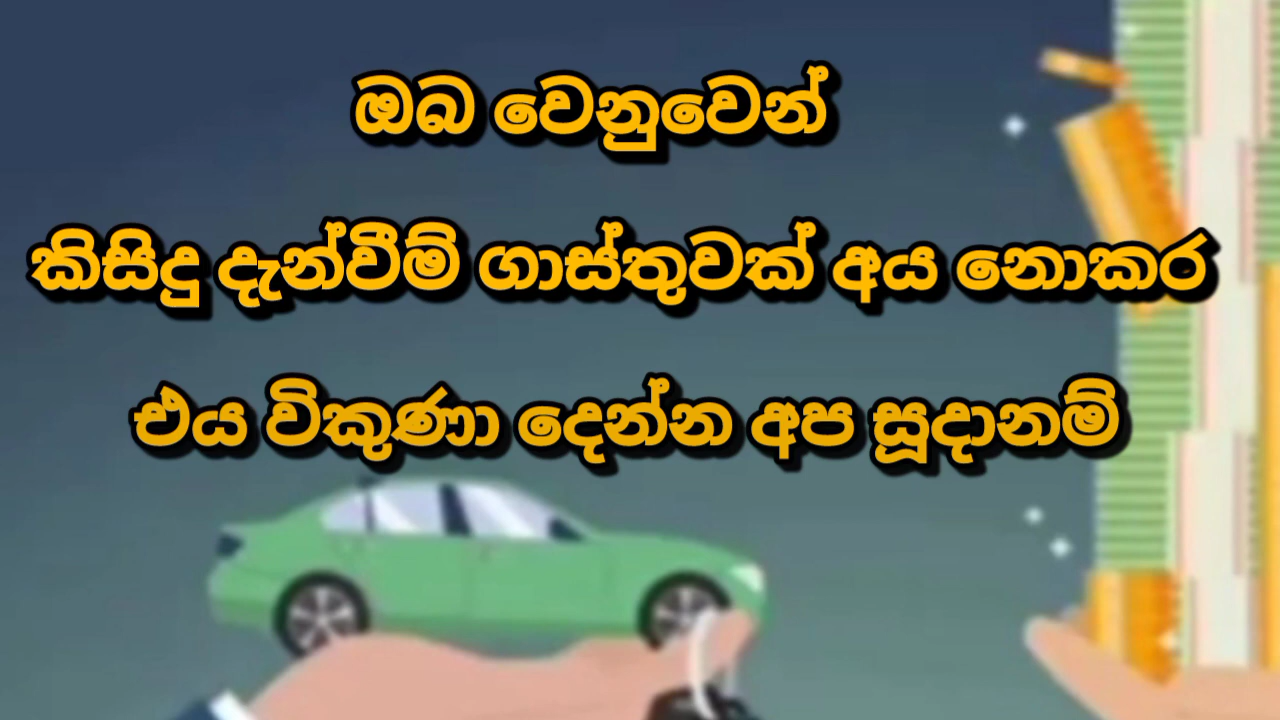 ඔබ වෙනුවෙන්
කිසිදු දැන්වීම් ගාස්තුවක් අය නොකර
එය විකුණා දෙන්න අප සූදානම්